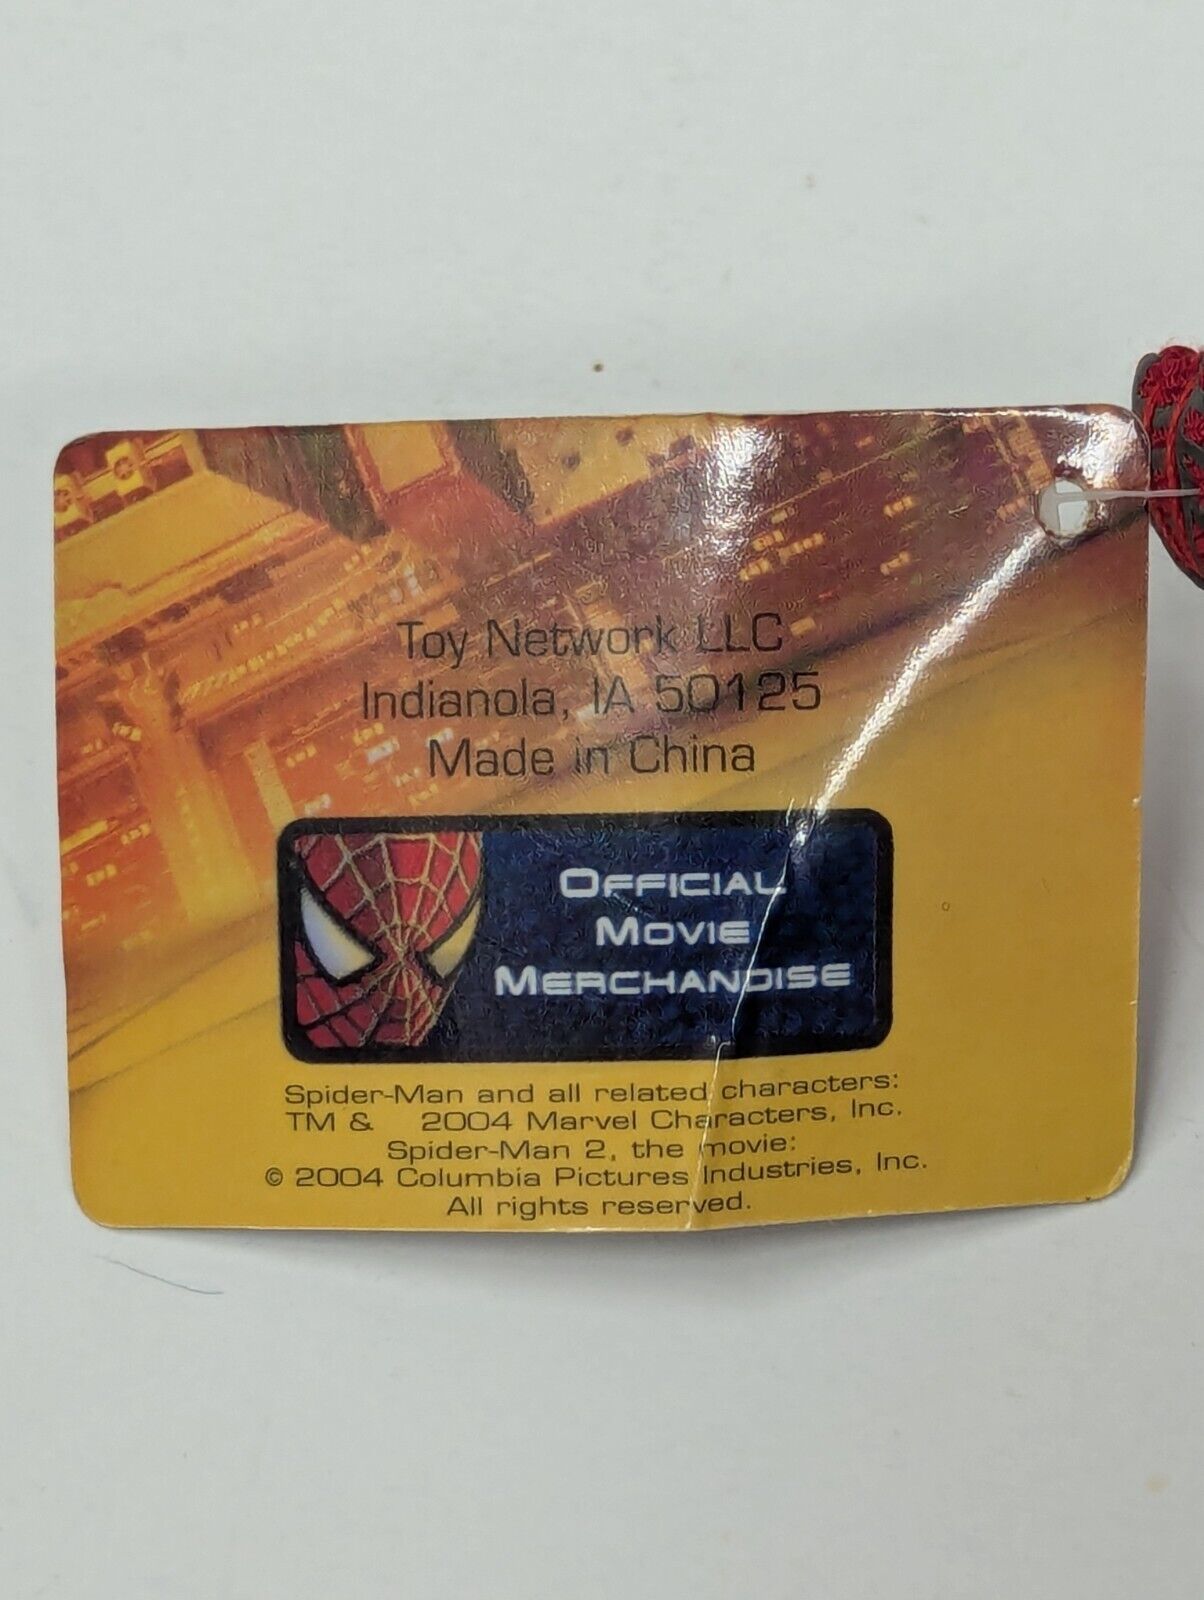 Toy Network LLC
Indianola, IA 50125
Made in China
Official
Movie
Merchandise
Spider-Man and all related characters:
TM & 2004 Marvel Characters, Inc.
Spider-Man 2, the movie:
© 2004 Columbia Pictures Industries, Inc.
All rights reserved.